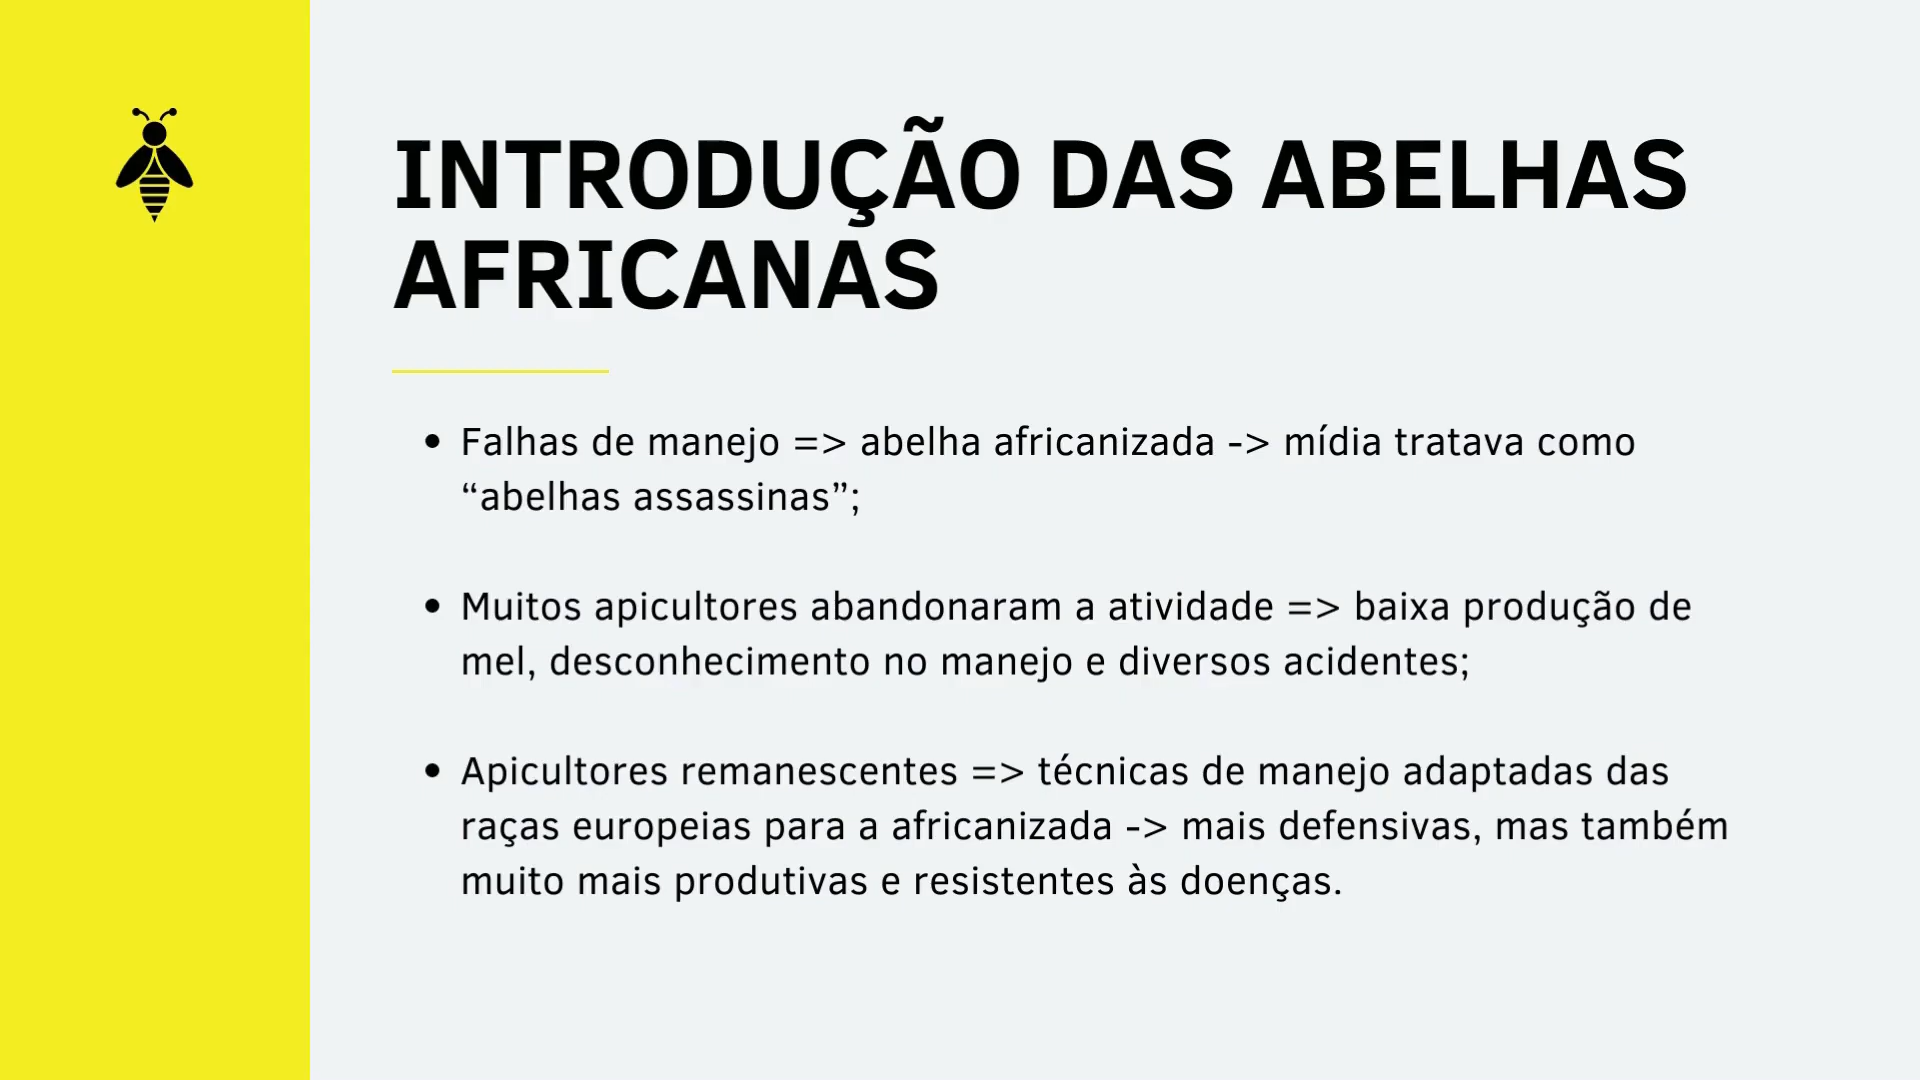 INTRODUÇÃO DAS ABELHAS
AFRICANAS
• Falhas de manejo => abelha africanizada -> mídia tratava como
“abelhas assassinas”;
• Muitos apicultores abandonaram a atividade => baixa produção de
mel, desconhecimento no manejo e diversos acidentes;
• Apicultores remanescentes => técnicas de manejo adaptadas das
raças europeias para a africanizada -> mais defensivas, mas também
muito mais produtivas e resistentes às doenças.